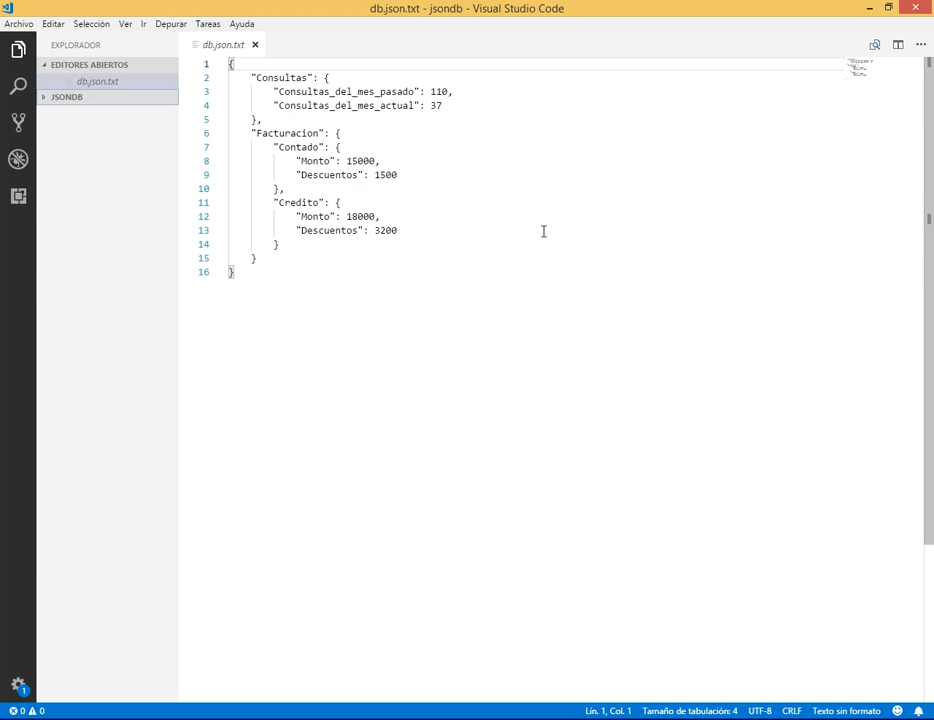 db.json.txt - jsondb - Visual Studio Code
Archivo Editar Selección Ver Ir Depurar Tareas Ayuda
EXPLORADOR
EDITORES ABIERTOS
db.json.txt
JSONDB
db.json.txt
1 {
2 "Consultas": {
3 "Consultas_del_mes_pasado": 110,
4 "Consultas_del_mes_actual": 37
5 },
6 "Facturacion": {
7 "Contado": {
8 "Monto": 15000,
9 "Descuentos": 1500
10 },
11 "Credito": {
12 "Monto": 18000,
13 "Descuentos": 3200
14 }
15 }
16 }
1
0 0 Lín. 1, Col. 1 Tamaño de tabulación: 4 UTF-8 CRLF Texto sin formato